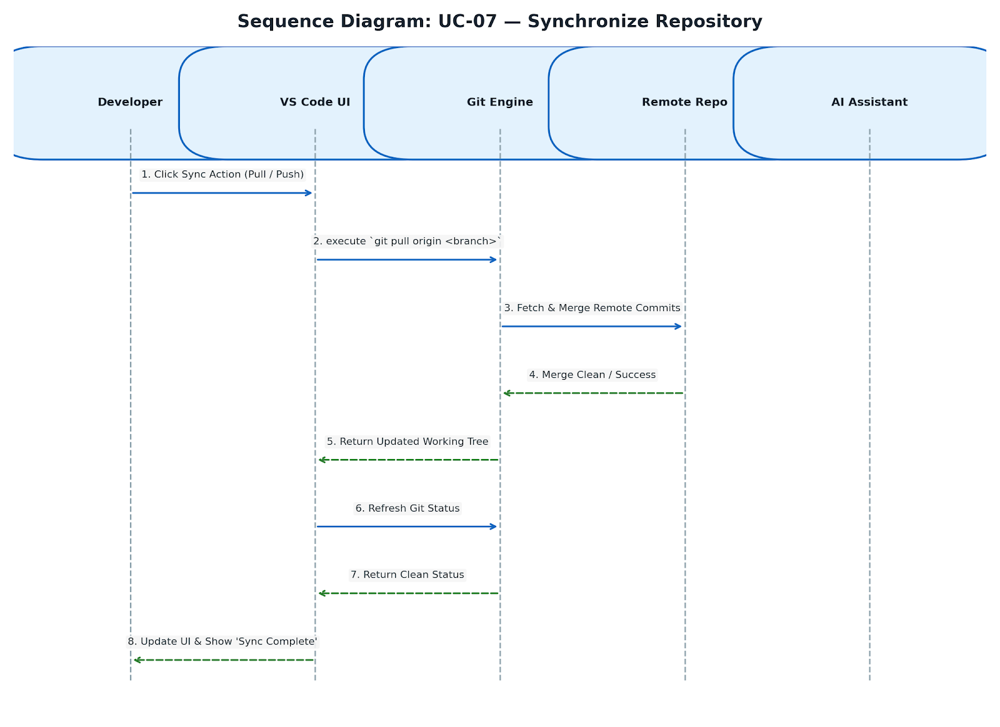 Sequence Diagram: UC-07 — Synchronize Repository
Developer
VS Code UI
Git Engine
Remote Repo
AI Assistant
1. Click Sync Action (Pull / Push)
2. execute `git pull origin <branch>`
3. Fetch & Merge Remote Commits
4. Merge Clean / Success
5. Return Updated Working Tree
6. Refresh Git Status
7. Return Clean Status
8. Update UI & Show 'Sync Complete'